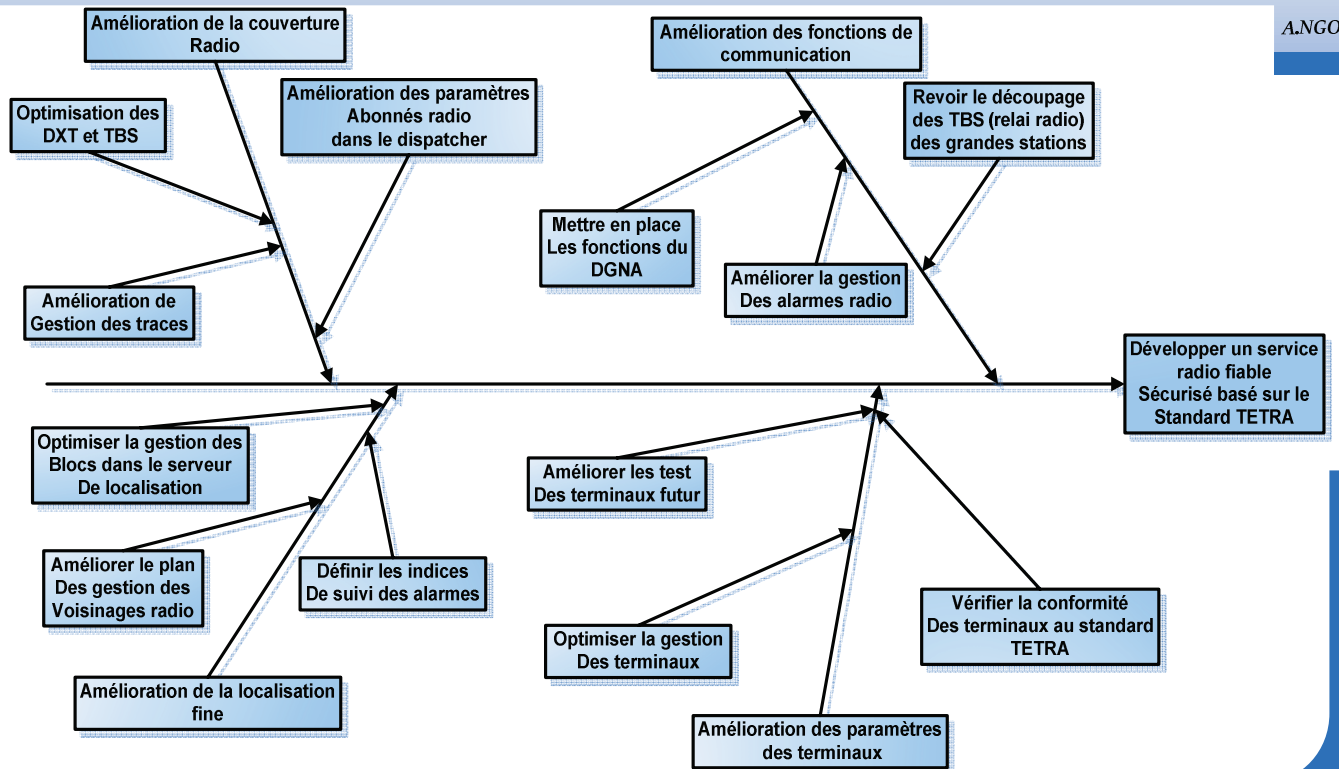 A.NGO
Amélioration de la couverture
Radio
Amélioration des fonctions de
communication
Optimisation des
DXT et TBS
Amélioration des paramètres
Abonnés radio
dans le dispatcher
Revoir le découpage
des TBS (relai radio)
des grandes stations
Mettre en place
Les fonctions du
DGNA
Améliorer la gestion
Des alarmes radio
Amélioration de
Gestion des traces
Développer un service
radio fiable
Sécurisé basé sur le
Standard TETRA
Optimiser la gestion des
Blocs dans le serveur
De localisation
Améliorer les test
Des terminaux futur
Améliorer le plan
Des gestion des
Voisinages radio
Définir les indices
De suivi des alarmes
Vérifier la conformité
Des terminaux au standard
TETRA
Optimiser la gestion
Des terminaux
Amélioration de la localisation
fine
Amélioration des paramètres
des terminaux